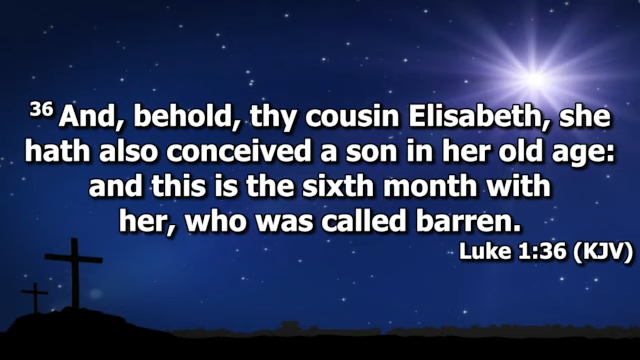 36 And, behold, thy cousin Elisabeth, she
hath also conceived a son in her old age:
and this is the sixth month with
her, who was called barren.
Luke 1:36 (KJV)